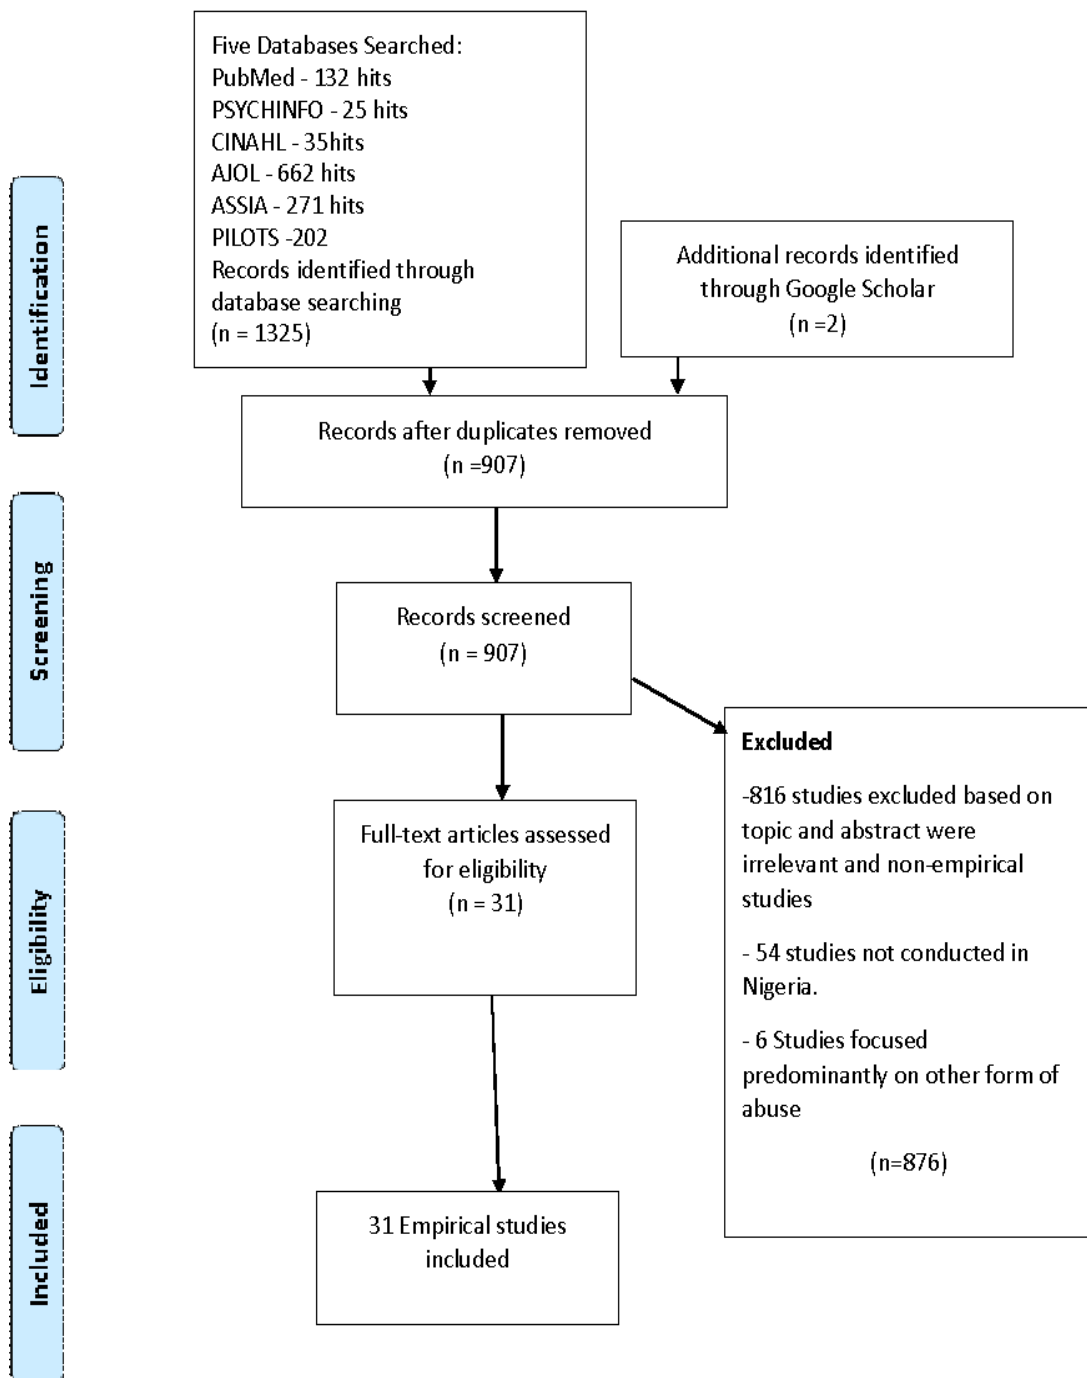 Five Databases Searched:
PubMed - 132 hits
PSYCHINFO - 25 hits
CINAHL - 35hits
AJOL - 662 hits
ASSIA - 271 hits
PILOTS -202
Records identified through
database searching
(n = 1325)
Additional records identified
through Google Scholar
(n =2)
Identification
Records after duplicates removed
(n =907)
Screening
Records screened
(n = 907)
Excluded
-816 studies excluded based on
topic and abstract were
irrelevant and non-empirical
studies
- 54 studies not conducted in
Nigeria.
- 6 Studies focused
predominantly on other form of
abuse
(n=876)
Eligibility
Full-text articles assessed
for eligibility
(n = 31)
Included
31 Empirical studies
included